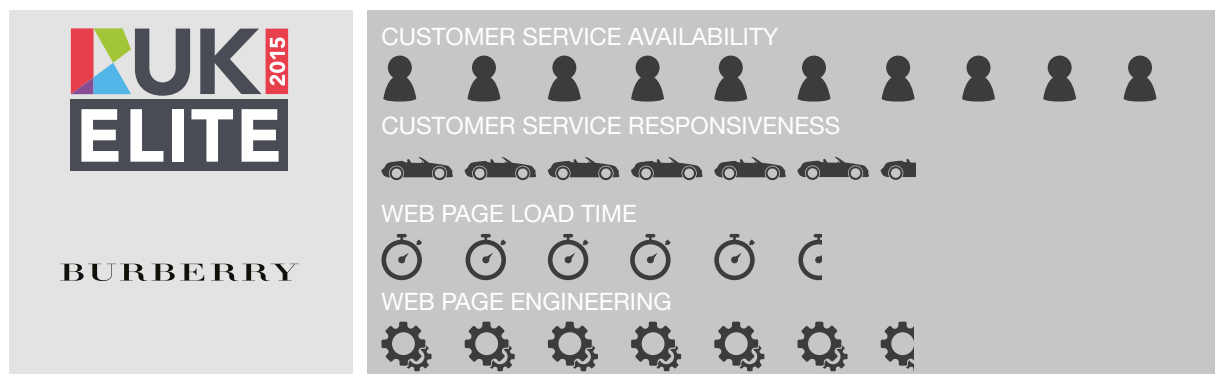 UK 2015
ELITE
BURBERRY
CUSTOMER SERVICE AVAILABILITY
CUSTOMER SERVICE RESPONSIVENESS
WEB PAGE LOAD TIME
WEB PAGE ENGINEERING